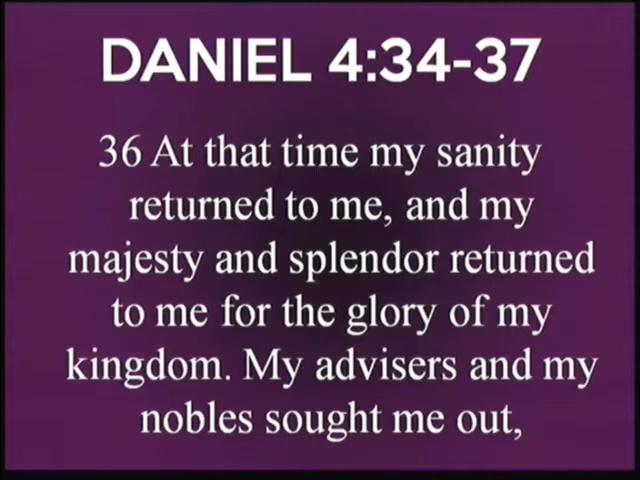 DANIEL 4:34-37
36 At that time my sanity
returned to me, and my
majesty and splendor returned
to me for the glory of my
kingdom. My advisers and my
nobles sought me out,